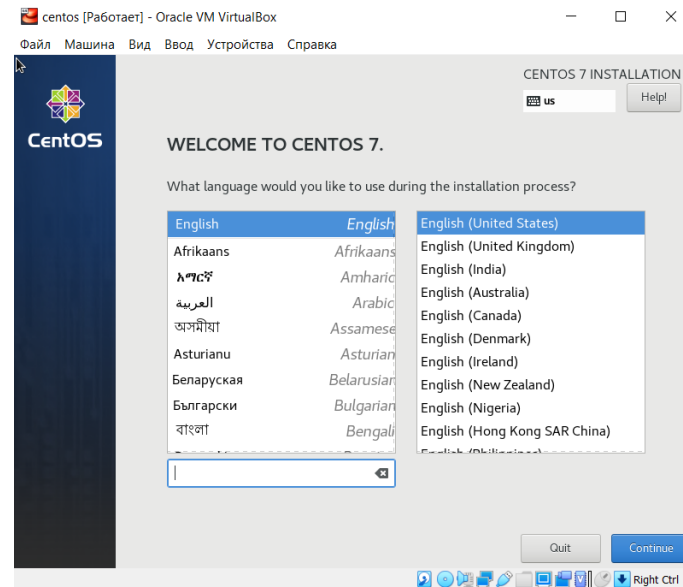 centos [Работает] - Oracle VM VirtualBox
Файл Машина Вид Ввод Устройства Справка
CENTOS 7 INSTALLATION
us
Help!
CentOS
WELCOME TO CENTOS 7.
What language would you like to use during the installation process?
English English
Afrikaans Afrikaans
አማርኛ Amharic
العربية Arabic
অসমীয়া Assamese
Asturianu Asturian
Беларуская Belarusian
Български Bulgarian
বাংলা Bengali
English (United States)
English (United Kingdom)
English (India)
English (Australia)
English (Canada)
English (Denmark)
English (Ireland)
English (New Zealand)
English (Nigeria)
English (Hong Kong SAR China)
English (Philippines)
Quit
Continue
Right Ctrl